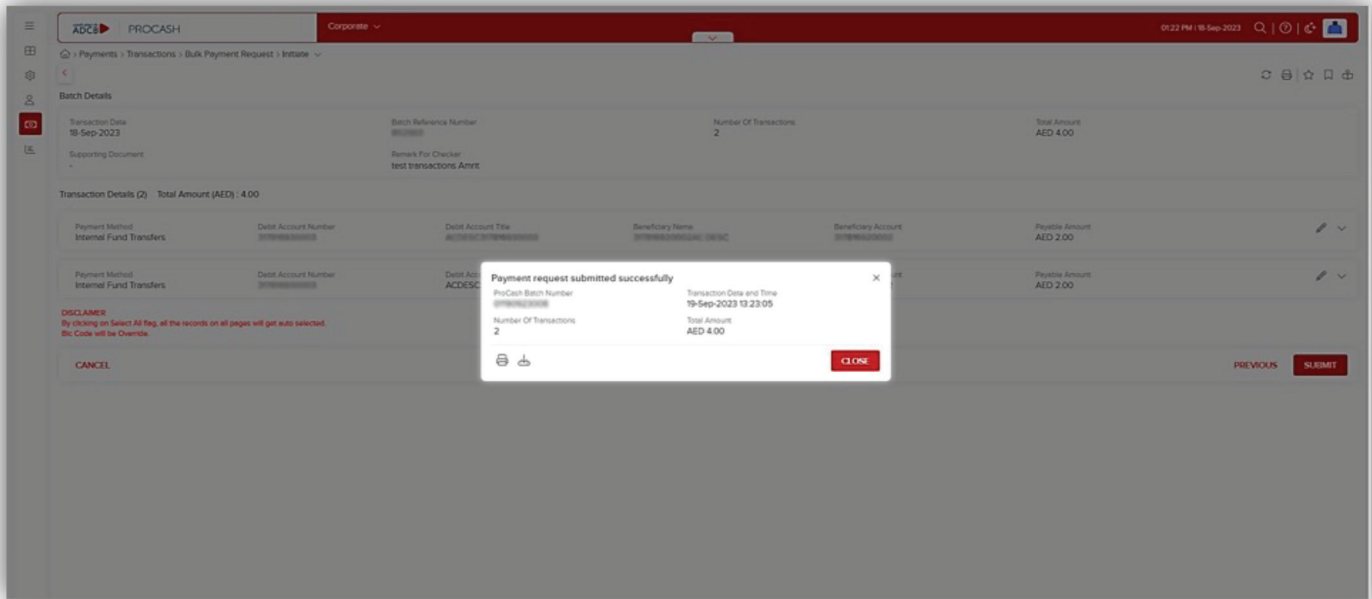 ADCB PROCASH Corporate 01:22 PM | 18-Sep-2023
Payments > Transactions > Bulk Payment Request > Initiate
Batch Details
Transaction Date Batch Reference Number Number Of Transactions Total Amount
18-Sep-2023 2 AED 4.00
Supporting Document Remark For Checker
- test transactions Amnt
Transaction Details (2) Total Amount (AED) : 4.00
Payment Method Debit Account Number Debit Account Title Beneficiary Name Beneficiary Account Payable Amount
Internal Fund Transfers AED 2.00
Payment Method Debit Account Number Debit Acc unt Payable Amount
Internal Fund Transfers ACDESC AED 2.00
DISCLAIMER
By clicking on Select All flag, all the records on all pages will get auto selected.
Bic Code will be Override.
Payment request submitted successfully
ProCash Batch Number Transaction Date and Time
19-Sep-2023 13:23:05
Number Of Transactions Total Amount
2 AED 4.00
CLOSE
CANCEL PREVIOUS SUBMIT